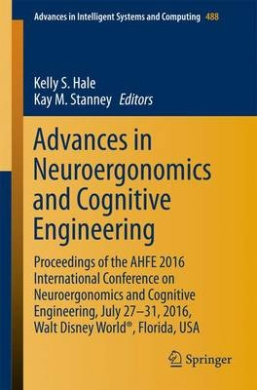 Advances in Intelligent Systems and Computing 488
Kelly S. Hale
Kay M. Stanney Editors
Advances in
Neuroergonomics
and Cognitive
Engineering
Proceedings of the AHFE 2016
International Conference on
Neuroergonomics and Cognitive
Engineering, July 27–31, 2016,
Walt Disney World®, Florida, USA
Springer